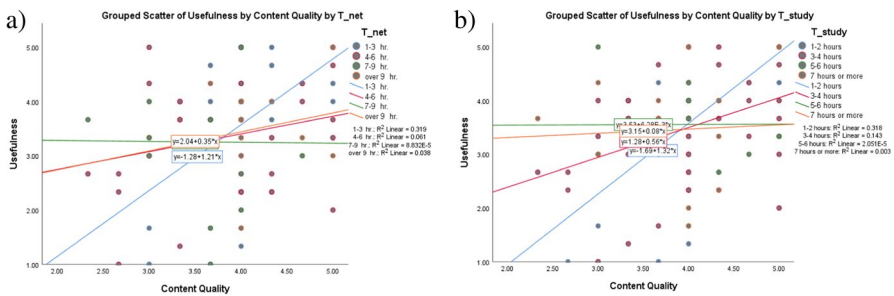 a)
Grouped Scatter of Usefulness by Content Quality by T_net
T_net
1-3 hr.
4-6 hr.
7-9 hr.
over 9 hr.
1-3 hr.
4-6 hr.
7-9 hr.
over 9 hr.
1-3 hr.: R² Linear = 0.319
4-6 hr.: R² Linear = 0.061
7-9 hr.: R² Linear = 8.832E-5
over 9 hr.: R² Linear = 0.038
y=2.04+0.35*x
y=-1.28+1.21*x
Usefulness
5.00
4.00
3.00
2.00
1.00
2.00 2.50 3.00 3.50 4.00 4.50 5.00
Content Quality
b)
Grouped Scatter of Usefulness by Content Quality by T_study
T_study
1-2 hours
3-4 hours
5-6 hours
7 hours or more
1-2 hours
3-4 hours
5-6 hours
7 hours or more
1-2 hours: R² Linear = 0.318
3-4 hours: R² Linear = 0.143
5-6 hours: R² Linear = 2.051E-5
7 hours or more: R² Linear = 0.003
y=3.15+0.08*x
y=1.28+0.56*x
y=-1.69+1.32*x
Usefulness
5.00
4.00
3.00
2.00
1.00
2.00 2.50 3.00 3.50 4.00 4.50 5.00
Content Quality